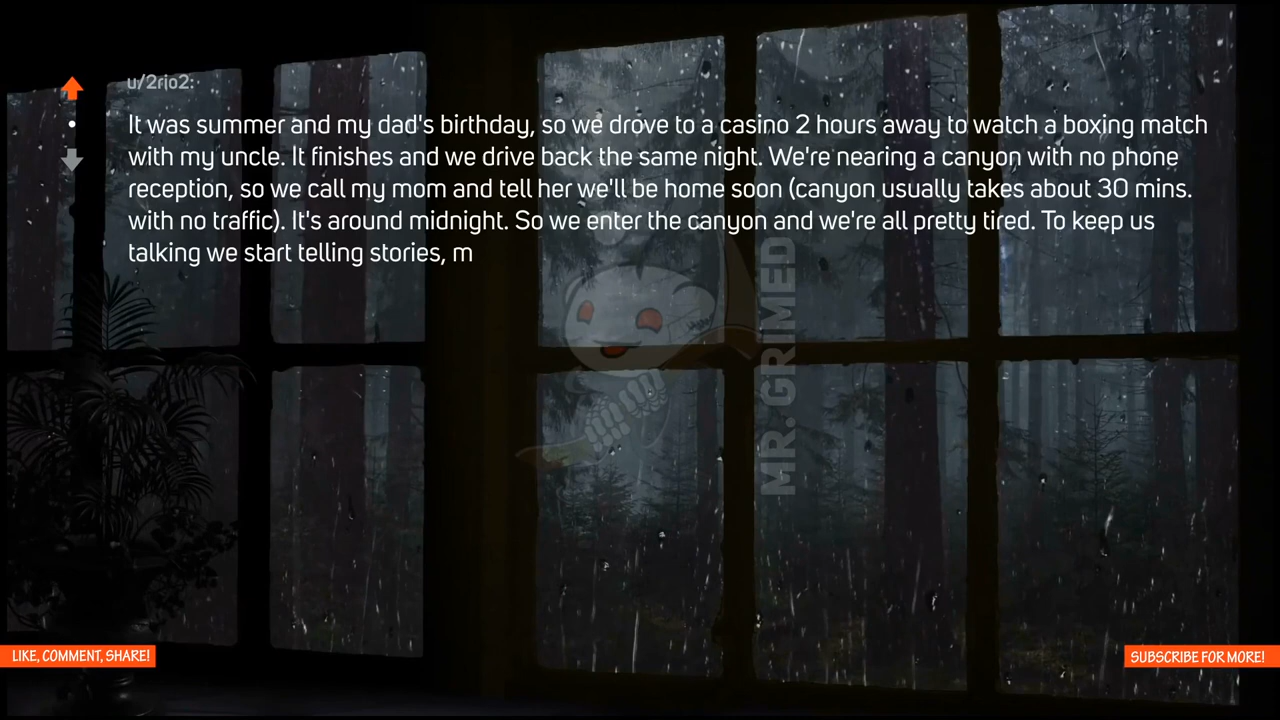 u/2rio2:
It was summer and my dad's birthday, so we drove to a casino 2 hours away to watch a boxing match
with my uncle. It finishes and we drive back the same night. We're nearing a canyon with no phone
reception, so we call my mom and tell her we'll be home soon (canyon usually takes about 30 mins.
with no traffic). It's around midnight. So we enter the canyon and we're all pretty tired. To keep us
talking we start telling stories, m
MR. GRIMED
LIKE, COMMENT, SHARE!
SUBSCRIBE FOR MORE!